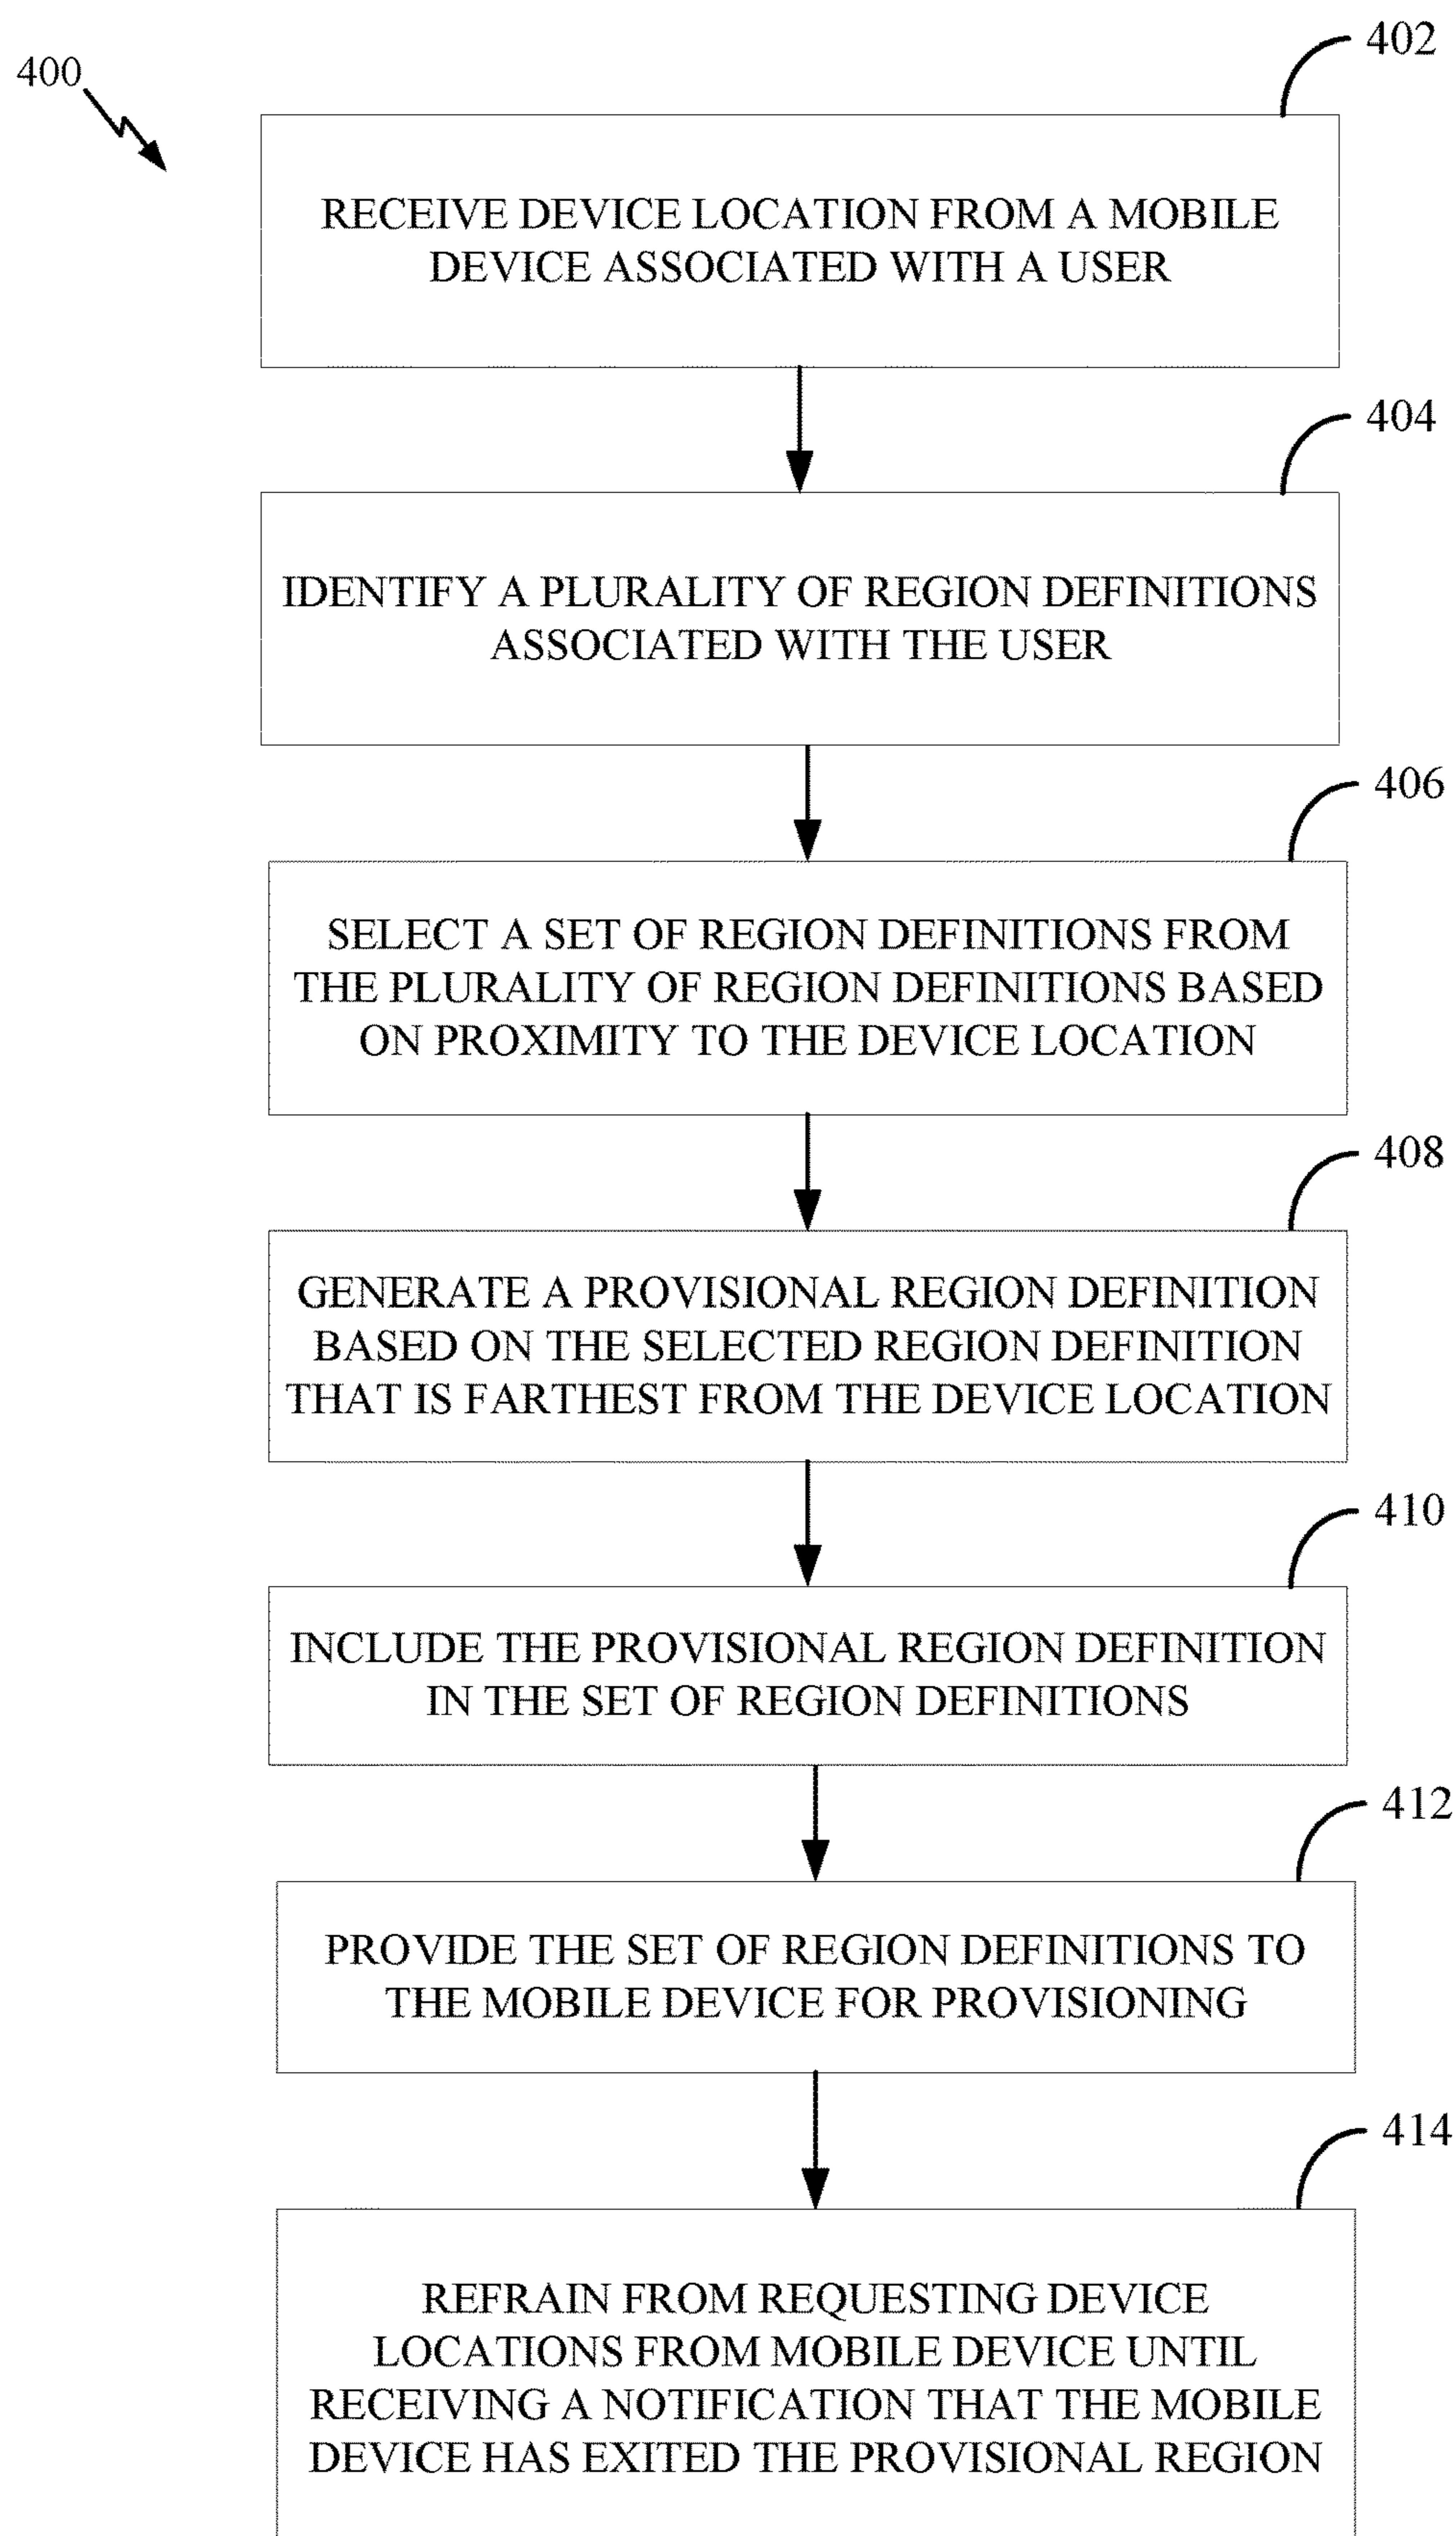 400
402
RECEIVE DEVICE LOCATION FROM A MOBILE
DEVICE ASSOCIATED WITH A USER
404
IDENTIFY A PLURALITY OF REGION DEFINITIONS
ASSOCIATED WITH THE USER
406
SELECT A SET OF REGION DEFINITIONS FROM
THE PLURALITY OF REGION DEFINITIONS BASED
ON PROXIMITY TO THE DEVICE LOCATION
408
GENERATE A PROVISIONAL REGION DEFINITION
BASED ON THE SELECTED REGION DEFINITION
THAT IS FARTHEST FROM THE DEVICE LOCATION
410
INCLUDE THE PROVISIONAL REGION DEFINITION
IN THE SET OF REGION DEFINITIONS
412
PROVIDE THE SET OF REGION DEFINITIONS TO
THE MOBILE DEVICE FOR PROVISIONING
414
REFRAIN FROM REQUESTING DEVICE
LOCATIONS FROM MOBILE DEVICE UNTIL
RECEIVING A NOTIFICATION THAT THE MOBILE
DEVICE HAS EXITED THE PROVISIONAL REGION